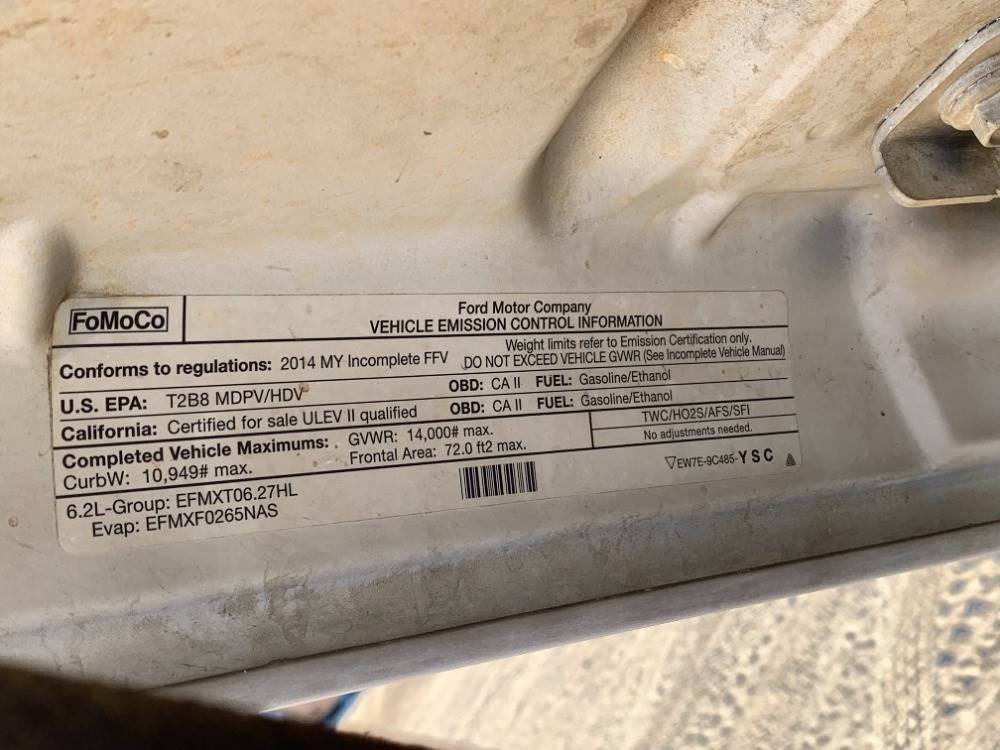 FoMoCo
Ford Motor Company
VEHICLE EMISSION CONTROL INFORMATION
Conforms to regulations: 2014 MY Incomplete FFV
Weight limits refer to Emission Certification only.
DO NOT EXCEED VEHICLE GVWR (See Incomplete Vehicle Manual)
U.S. EPA: T2B8 MDPV/HDV OBD: CA II FUEL: Gasoline/Ethanol
California: Certified for sale ULEV II qualified OBD: CA II FUEL: Gasoline/Ethanol
Completed Vehicle Maximums: GVWR: 14,000# max.
CurbW: 10,949# max. Frontal Area: 72.0 ft2 max.
TWC/HO2S/AFS/SFI
No adjustments needed.
6.2L-Group: EFMXT06.27HL
Evap: EFMXF0265NAS
EW7E-9C485-YSC